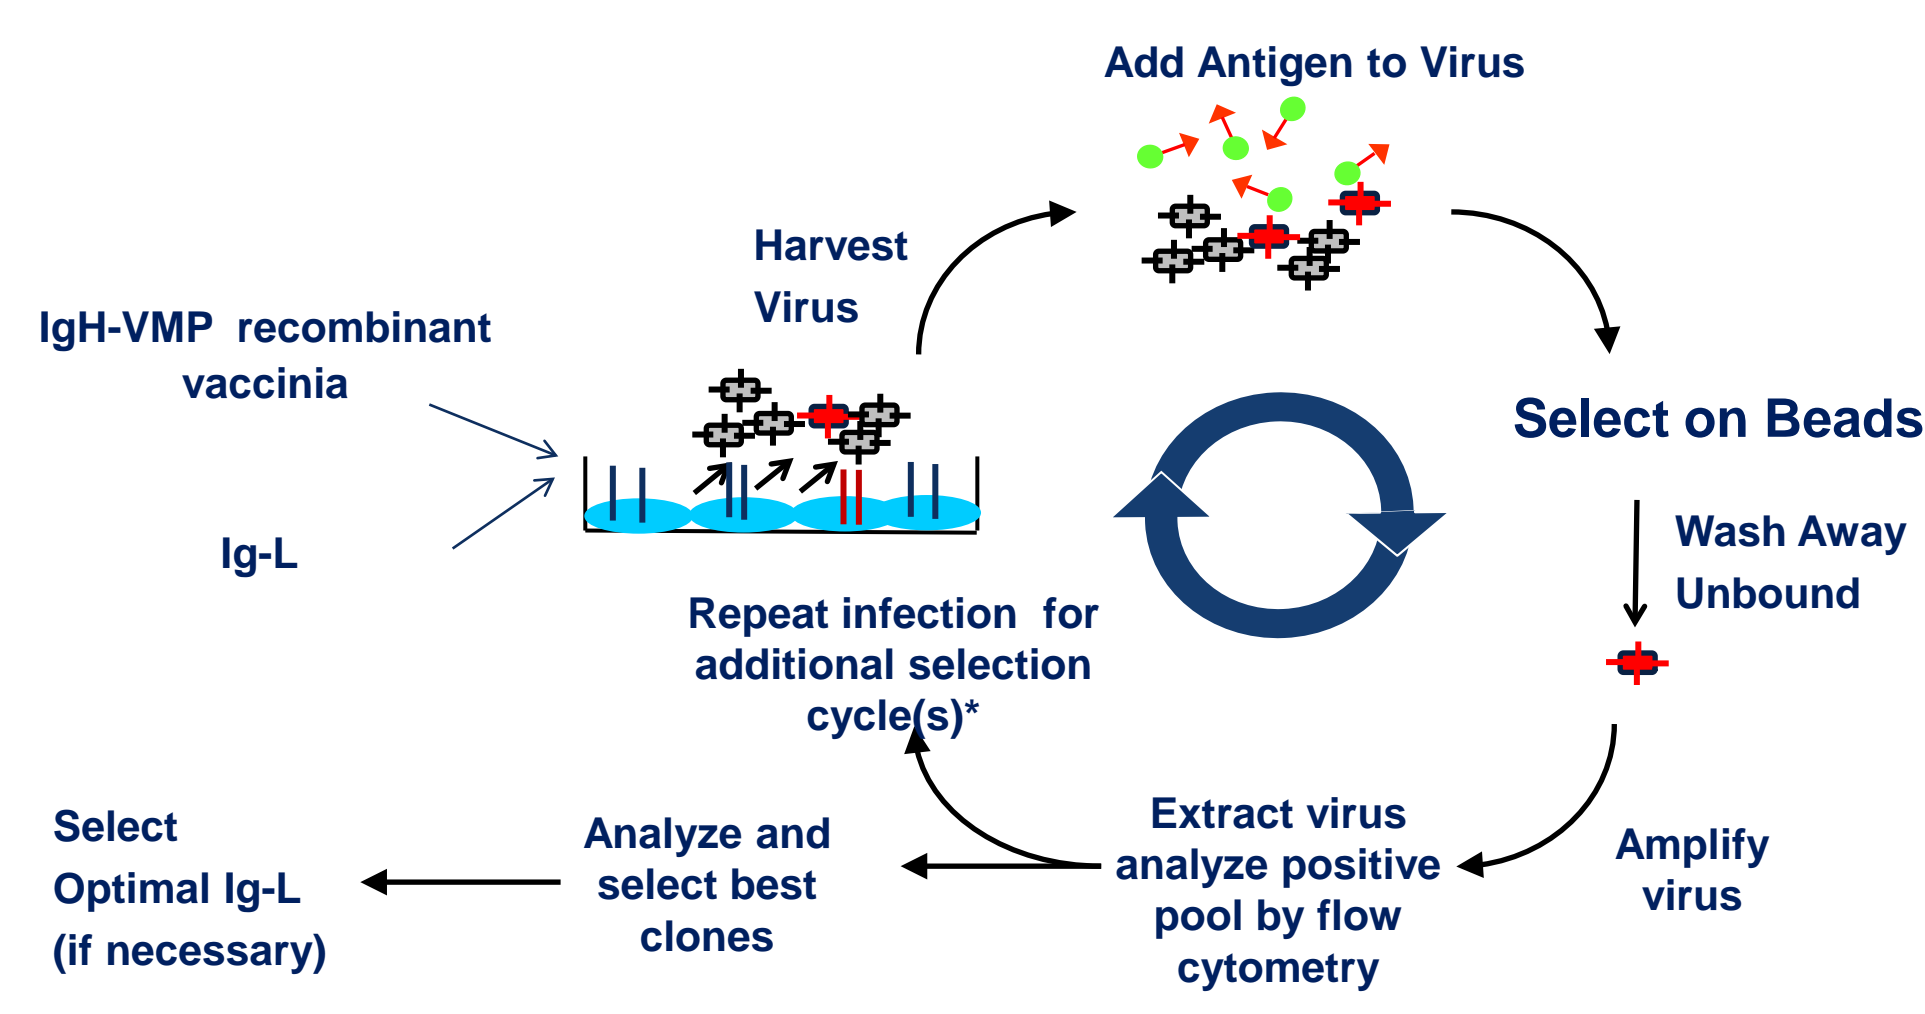 Add Antigen to Virus
Harvest
Virus
IgH-VMP recombinant
vaccinia
Ig-L
Select on Beads
Wash Away
Unbound
Repeat infection for
additional selection
cycle(s)*
Amplify
virus
Extract virus
analyze positive
pool by flow
cytometry
Analyze and
select best
clones
Select
Optimal Ig-L
(if necessary)